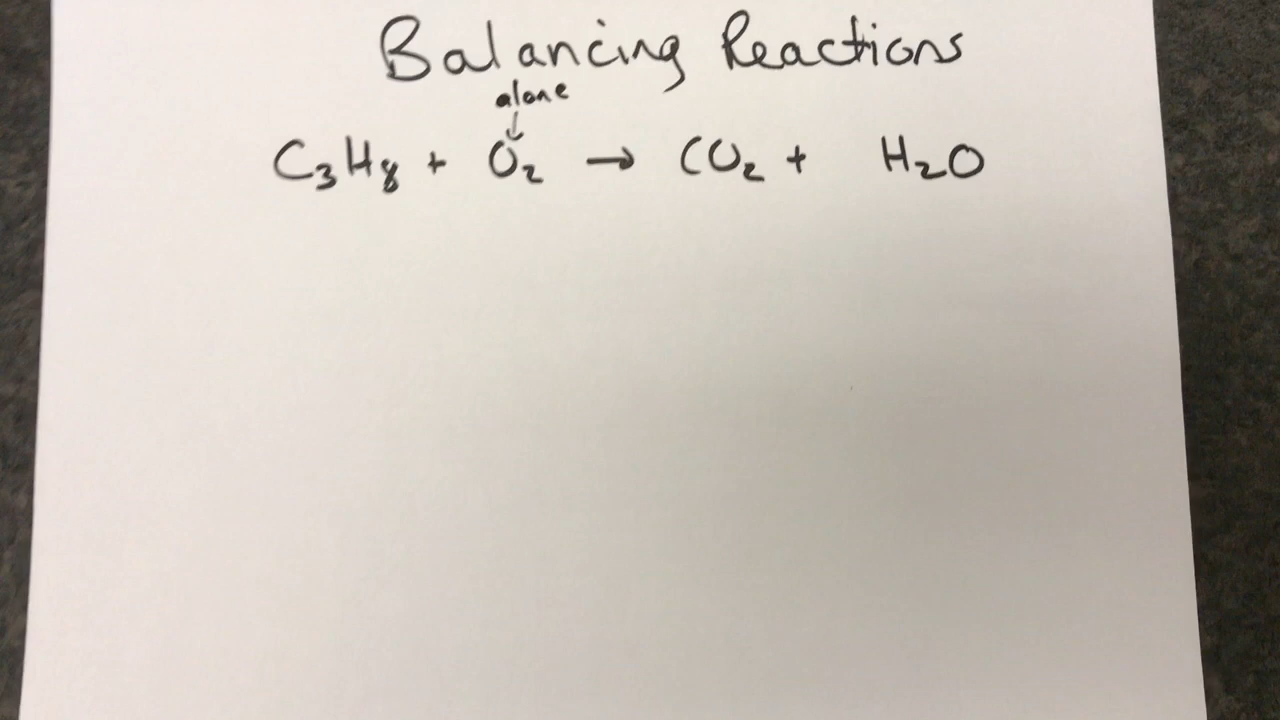 Balancing Reactions
alone
C₃H₈ + O₂ → CO₂ + H₂O